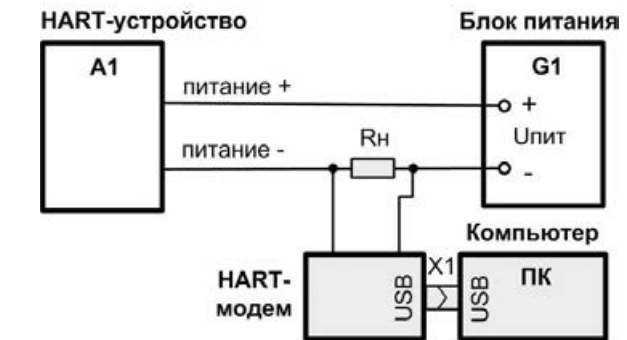 HART-устройство
Блок питания
A1
G1
питание +
+
Uпит
Rн
питание -
-
Компьютер
HART-
модем
USB
X1
USB
ПК